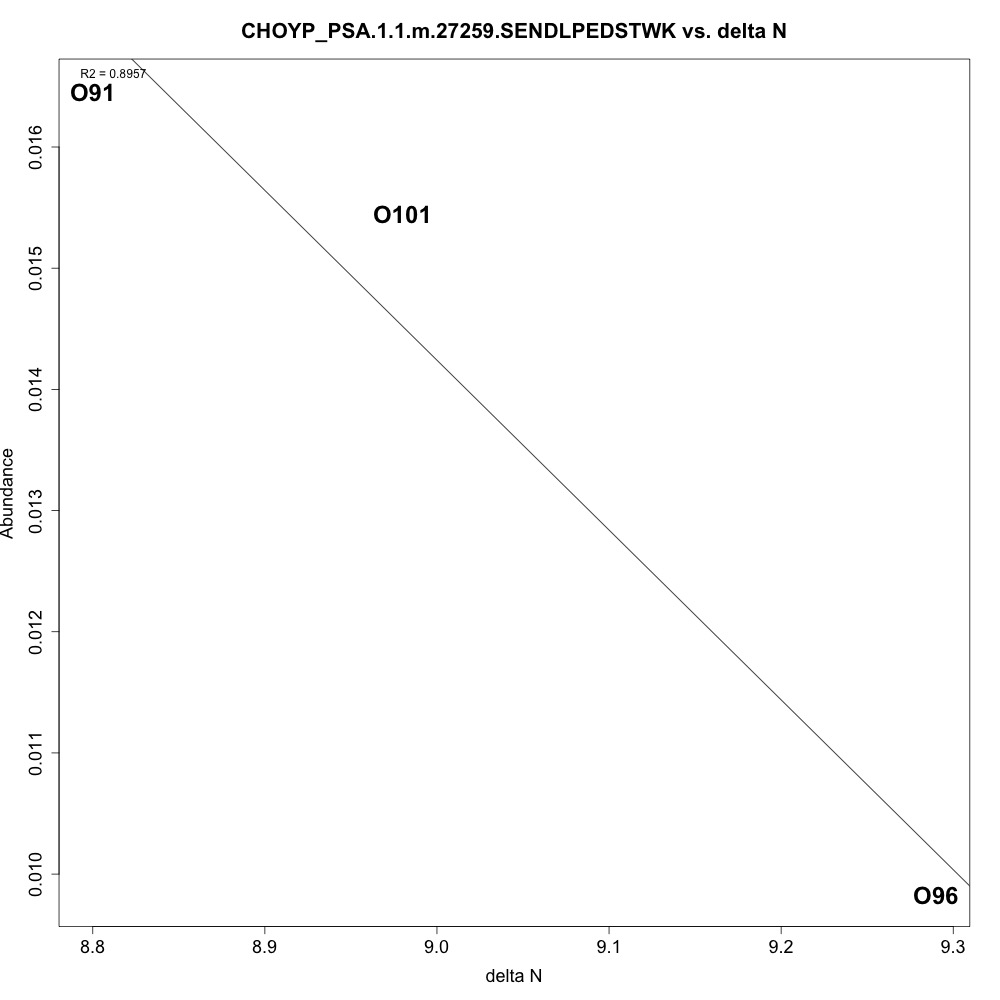 CHOYP_PSA.1.1.m.27259.SENDLPEDSTWK vs. delta N
R2 = 0.8957
O91
O101
O96
Abundance
0.016
0.015
0.014
0.013
0.012
0.011
0.010
8.8 8.9 9.0 9.1 9.2 9.3
delta N